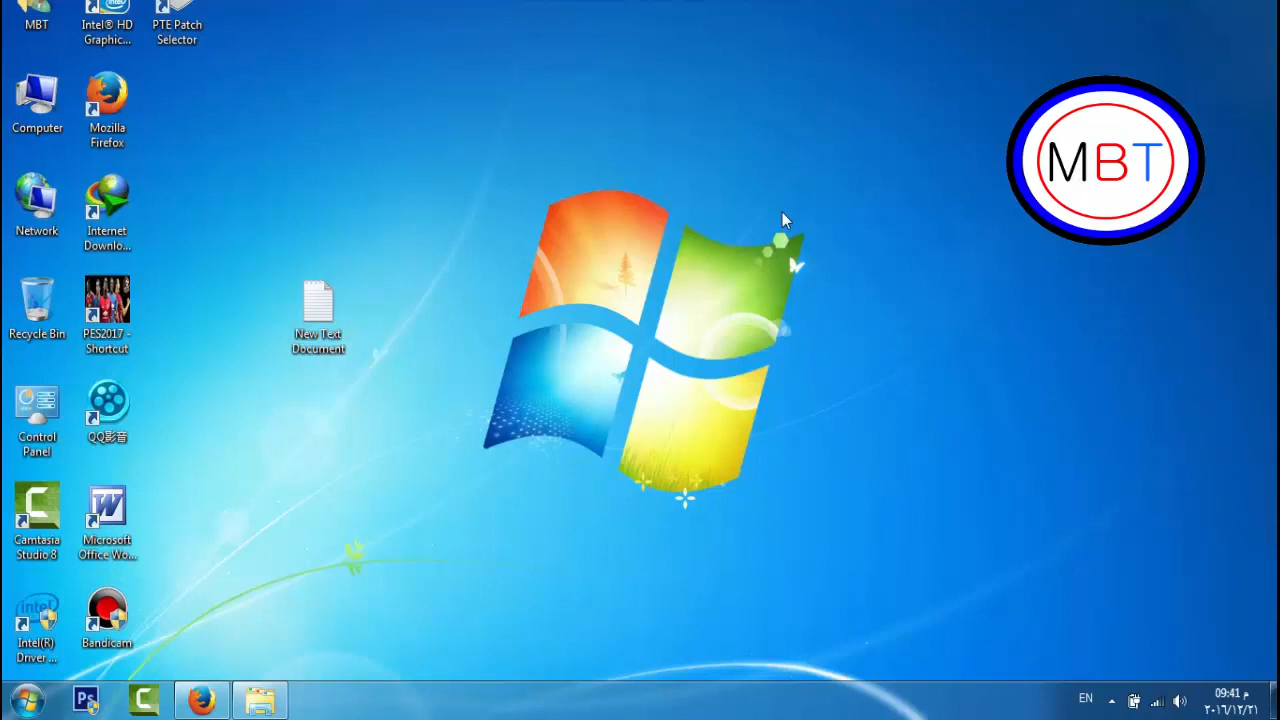 MBT
Intel® HD
Graphic...
PTE Patch
Selector
Computer
Mozilla
Firefox
MBT
Network
Internet
Downlo...
Recycle Bin
PES2017 -
Shortcut
New Text
Document
Control
Panel
QQ影音
Camtasia
Studio 8
Microsoft
Office Wo...
intel
Intel(R)
Driver ...
Bandicam
Ps
EN
09:41 م
٢٠١٦/١٢/٢١